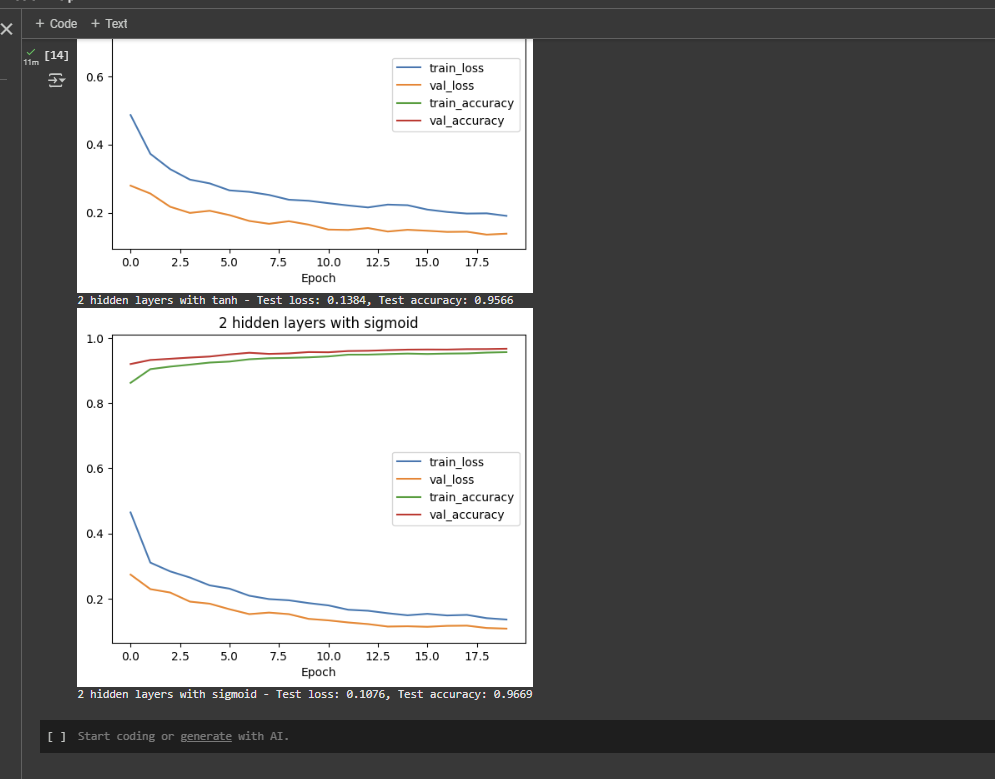 + Code + Text
[14]
11m
0.6
0.4
0.2
train_loss
val_loss
train_accuracy
val_accuracy
0.0 2.5 5.0 7.5 10.0 12.5 15.0 17.5
Epoch
2 hidden layers with tanh - Test loss: 0.1384, Test accuracy: 0.9566
2 hidden layers with sigmoid
1.0
0.8
0.6
0.4
0.2
train_loss
val_loss
train_accuracy
val_accuracy
0.0 2.5 5.0 7.5 10.0 12.5 15.0 17.5
Epoch
2 hidden layers with sigmoid - Test loss: 0.1076, Test accuracy: 0.9669
[ ] Start coding or generate with AI.